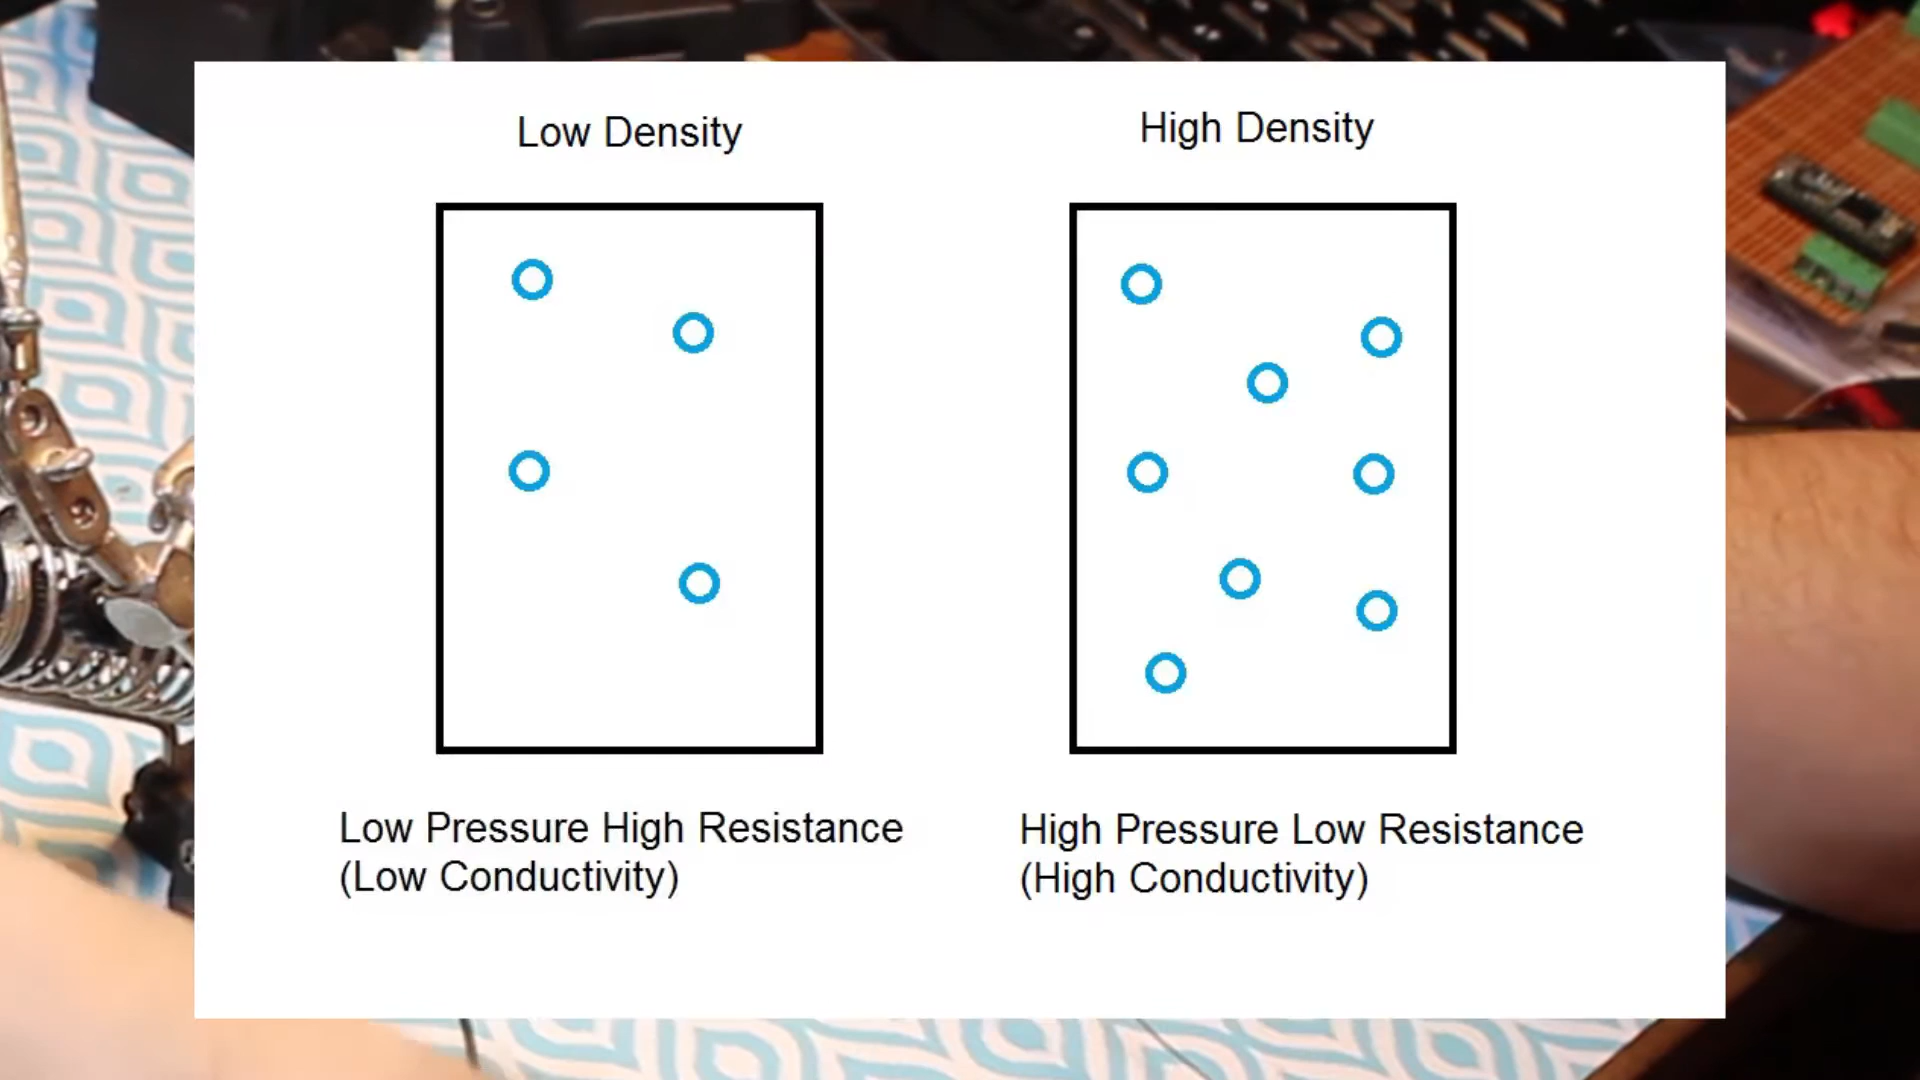 Low Density
High Density
Low Pressure High Resistance
(Low Conductivity)
High Pressure Low Resistance
(High Conductivity)